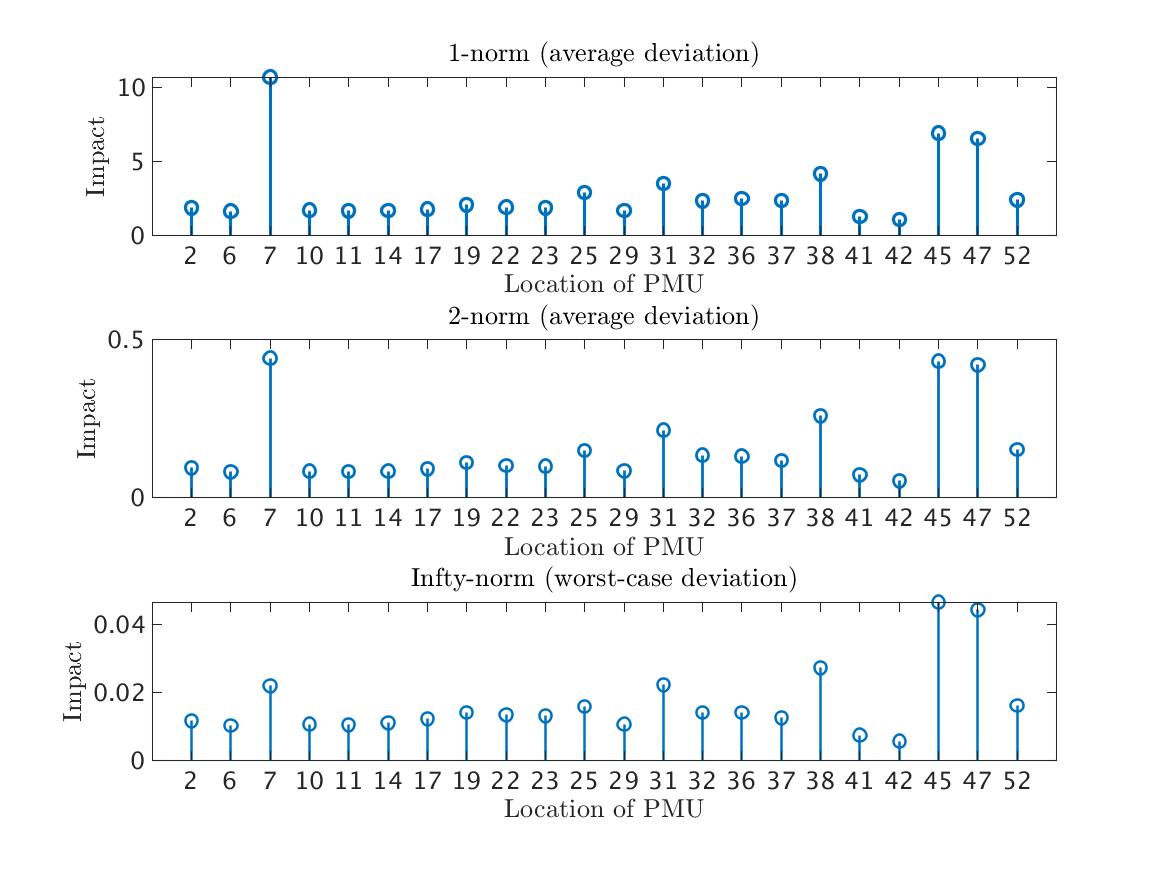 1-norm (average deviation)
10
5
0
Impact
2 6 7 10 11 14 17 19 22 23 25 29 31 32 36 37 38 41 42 45 47 52
Location of PMU
2-norm (average deviation)
0.5
0
Impact
2 6 7 10 11 14 17 19 22 23 25 29 31 32 36 37 38 41 42 45 47 52
Location of PMU
Infty-norm (worst-case deviation)
0.04
0.02
0
Impact
2 6 7 10 11 14 17 19 22 23 25 29 31 32 36 37 38 41 42 45 47 52
Location of PMU